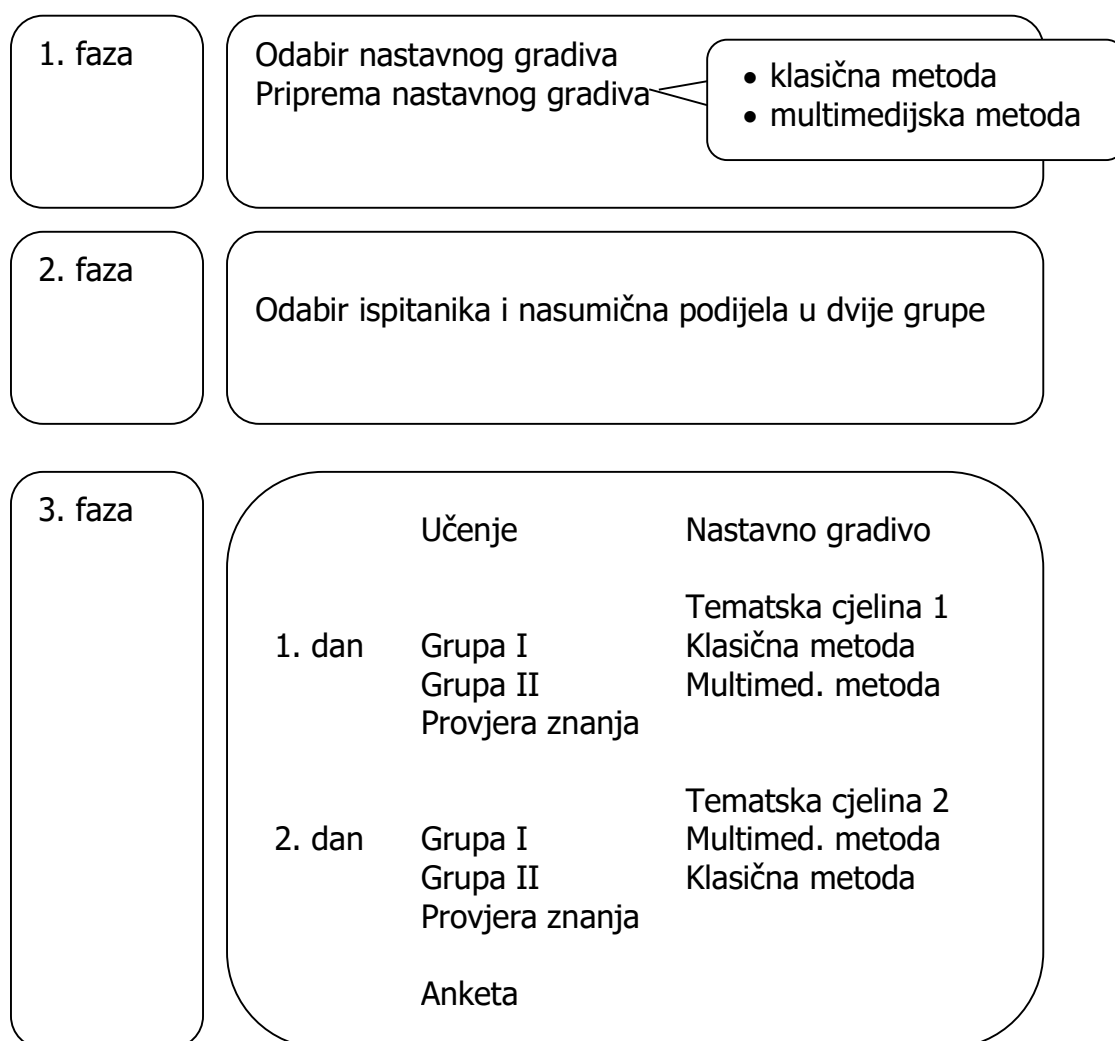 1. faza
Odabir nastavnog gradiva
Priprema nastavnog gradiva
• klasična metoda
• multimedijska metoda
2. faza
Odabir ispitanika i nasumična podijela u dvije grupe
3. faza
Učenje Nastavno gradivo
Tematska cjelina 1
1. dan Grupa I Klasična metoda
Grupa II Multimed. metoda
Provjera znanja
Tematska cjelina 2
2. dan Grupa I Multimed. metoda
Grupa II Klasična metoda
Provjera znanja
Anketa